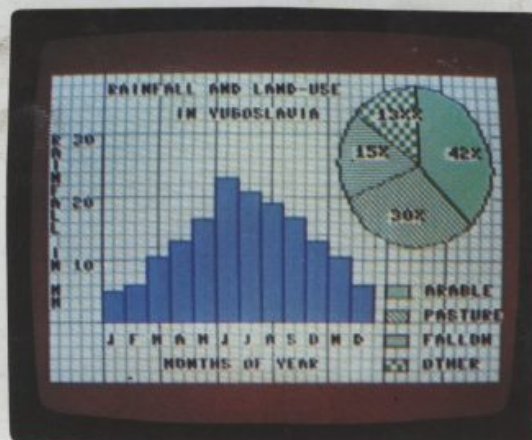 RAINFALL AND LAND-USE
IN YUGOSLAVIA
30
20
10
RAINFALL IN MM
J F M A M J J A S O N D
MONTHS OF YEAR
13%
42%
15%
30%
ARABLE
PASTURE
FALLOW
OTHER